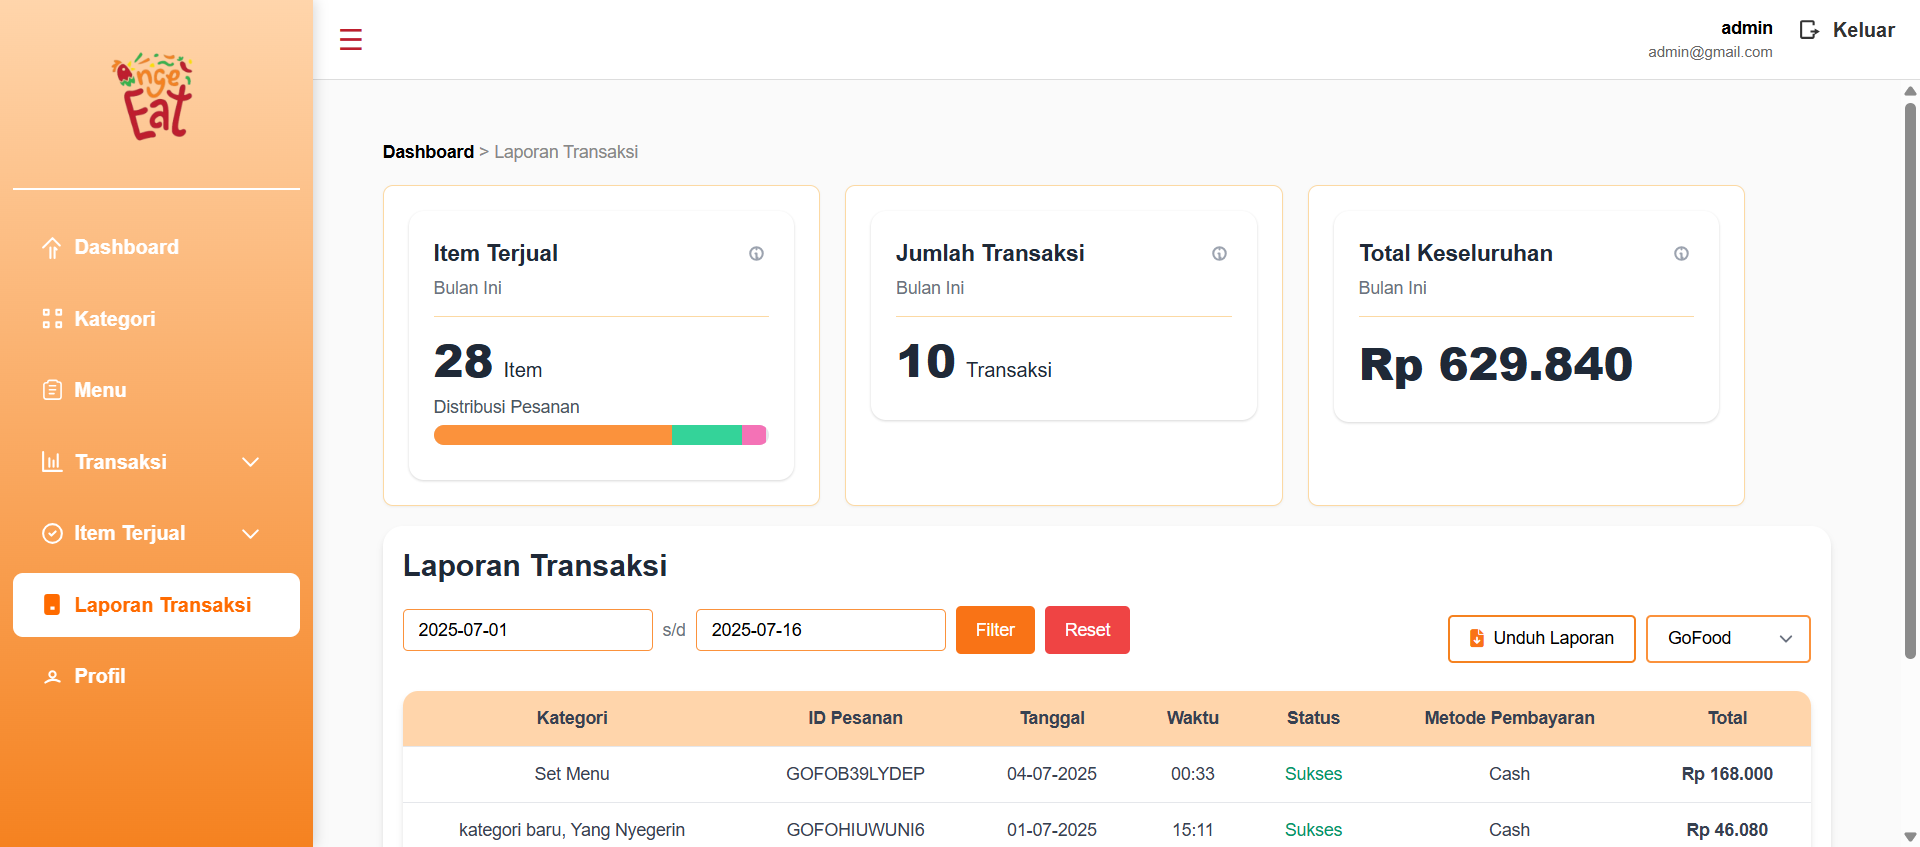 nge
Eat
Dashboard
Kategori
Menu
Transaksi
Item Terjual
Laporan Transaksi
Profil
admin
admin@gmail.com
Keluar
Dashboard > Laporan Transaksi
Item Terjual
Bulan Ini
28 Item
Distribusi Pesanan
Jumlah Transaksi
Bulan Ini
10 Transaksi
Total Keseluruhan
Bulan Ini
Rp 629.840
Laporan Transaksi
2025-07-01 s/d 2025-07-16 Filter Reset
Unduh Laporan GoFood
Kategori ID Pesanan Tanggal Waktu Status Metode Pembayaran Total
Set Menu GOFOB39LYDEP 04-07-2025 00:33 Sukses Cash Rp 168.000
kategori baru, Yang Nyegerin GOFOHIUWUNI6 01-07-2025 15:11 Sukses Cash Rp 46.080